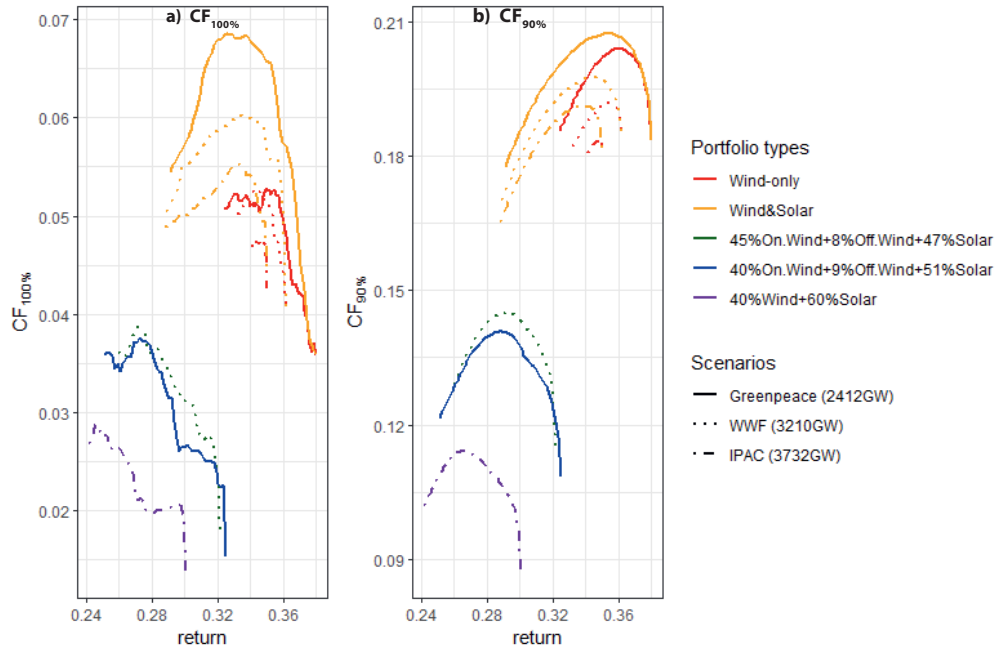 a) CF100%
b) CF90%
0.07
0.06
0.05
0.04
0.03
0.02
CF100%
0.24 0.28 0.32 0.36
return
0.21
0.18
0.15
0.12
0.09
CF90%
0.24 0.28 0.32 0.36
return
Portfolio types
Wind-only
Wind&Solar
45%On.Wind+8%Off.Wind+47%Solar
40%On.Wind+9%Off.Wind+51%Solar
40%Wind+60%Solar
Scenarios
Greenpeace (2412GW)
WWF (3210GW)
IPAC (3732GW)